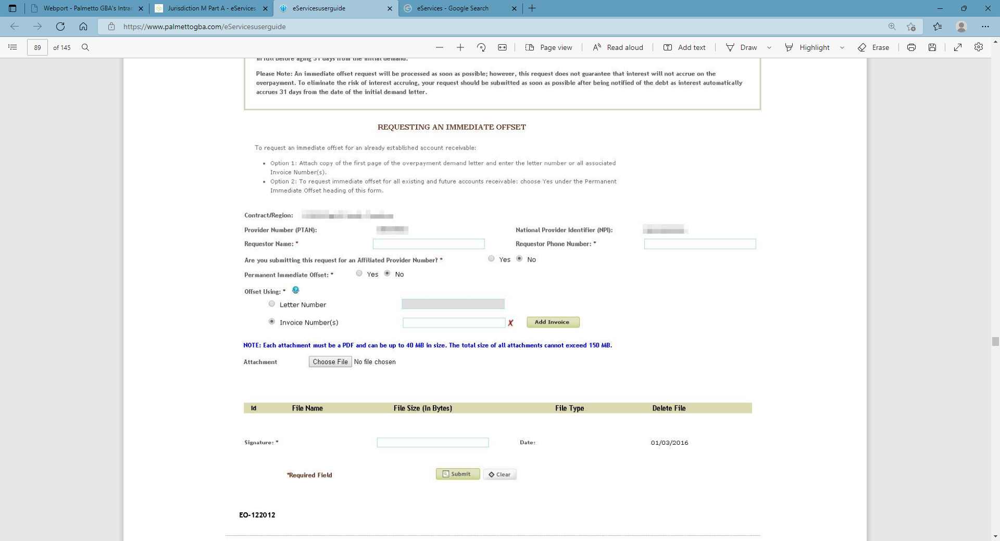 Webport - Palmetto GBA's Intran
Jurisdiction M Part A - eServices
eServicesuserguide
eServices - Google Search
https://www.palmettogba.com/eServicesuserguide
89 of 145
Page view
Read aloud
Add text
Draw
Highlight
Erase
in full before aging 31 days from the initial demand.
Please Note: An immediate offset request will be processed as soon as possible; however, this request does not guarantee that interest will not accrue on the
overpayment. To eliminate the risk of interest accruing, your request should be submitted as soon as possible after being notified of the debt as interest automatically
accrues 31 days from the date of the initial demand letter.
REQUESTING AN IMMEDIATE OFFSET
To request an immediate offset for an already established account receivable:
• Option 1: Attach copy of the first page of the overpayment demand letter and enter the letter number or all associated
Invoice Number(s).
• Option 2: To request immediate offset for all existing and future accounts receivable: choose Yes under the Permanent
Immediate Offset heading of this form.
Contract/Region:
Provider Number (PTAN): National Provider Identifier (NPI):
Requestor Name: * Requestor Phone Number: *
Are you submitting this request for an Affiliated Provider Number? * Yes No
Permanent Immediate Offset: * Yes No
Offset Using: * ?
Letter Number
Invoice Number(s) X Add Invoice
NOTE: Each attachment must be a PDF and can be up to 40 MB in size. The total size of all attachments cannot exceed 150 MB.
Attachment Choose File No file chosen
Id File Name File Size (In Bytes) File Type Delete File
Signature: * Date: 01/03/2016
*Required Field Submit Clear
EO-122012